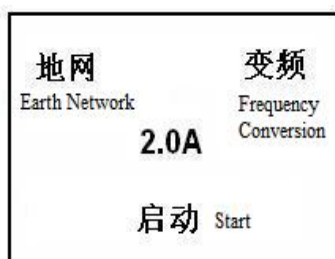 地网 变频
Earth Network Frequency
Conversion
2.0A
启动 Start